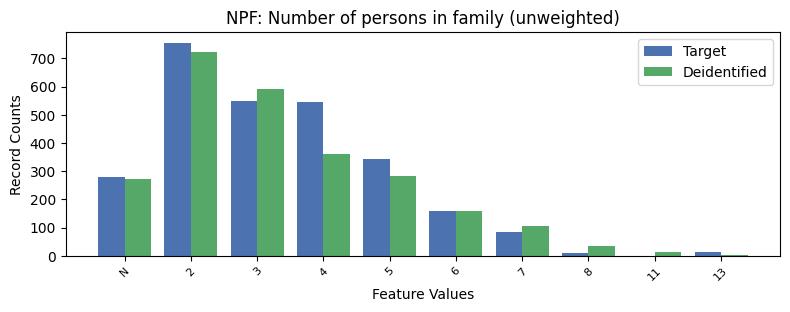 NPF: Number of persons in family (unweighted)
Target
Deidentified
Record Counts
700
600
500
400
300
200
100
0
N 2 3 4 5 6 7 8 11 13
Feature Values